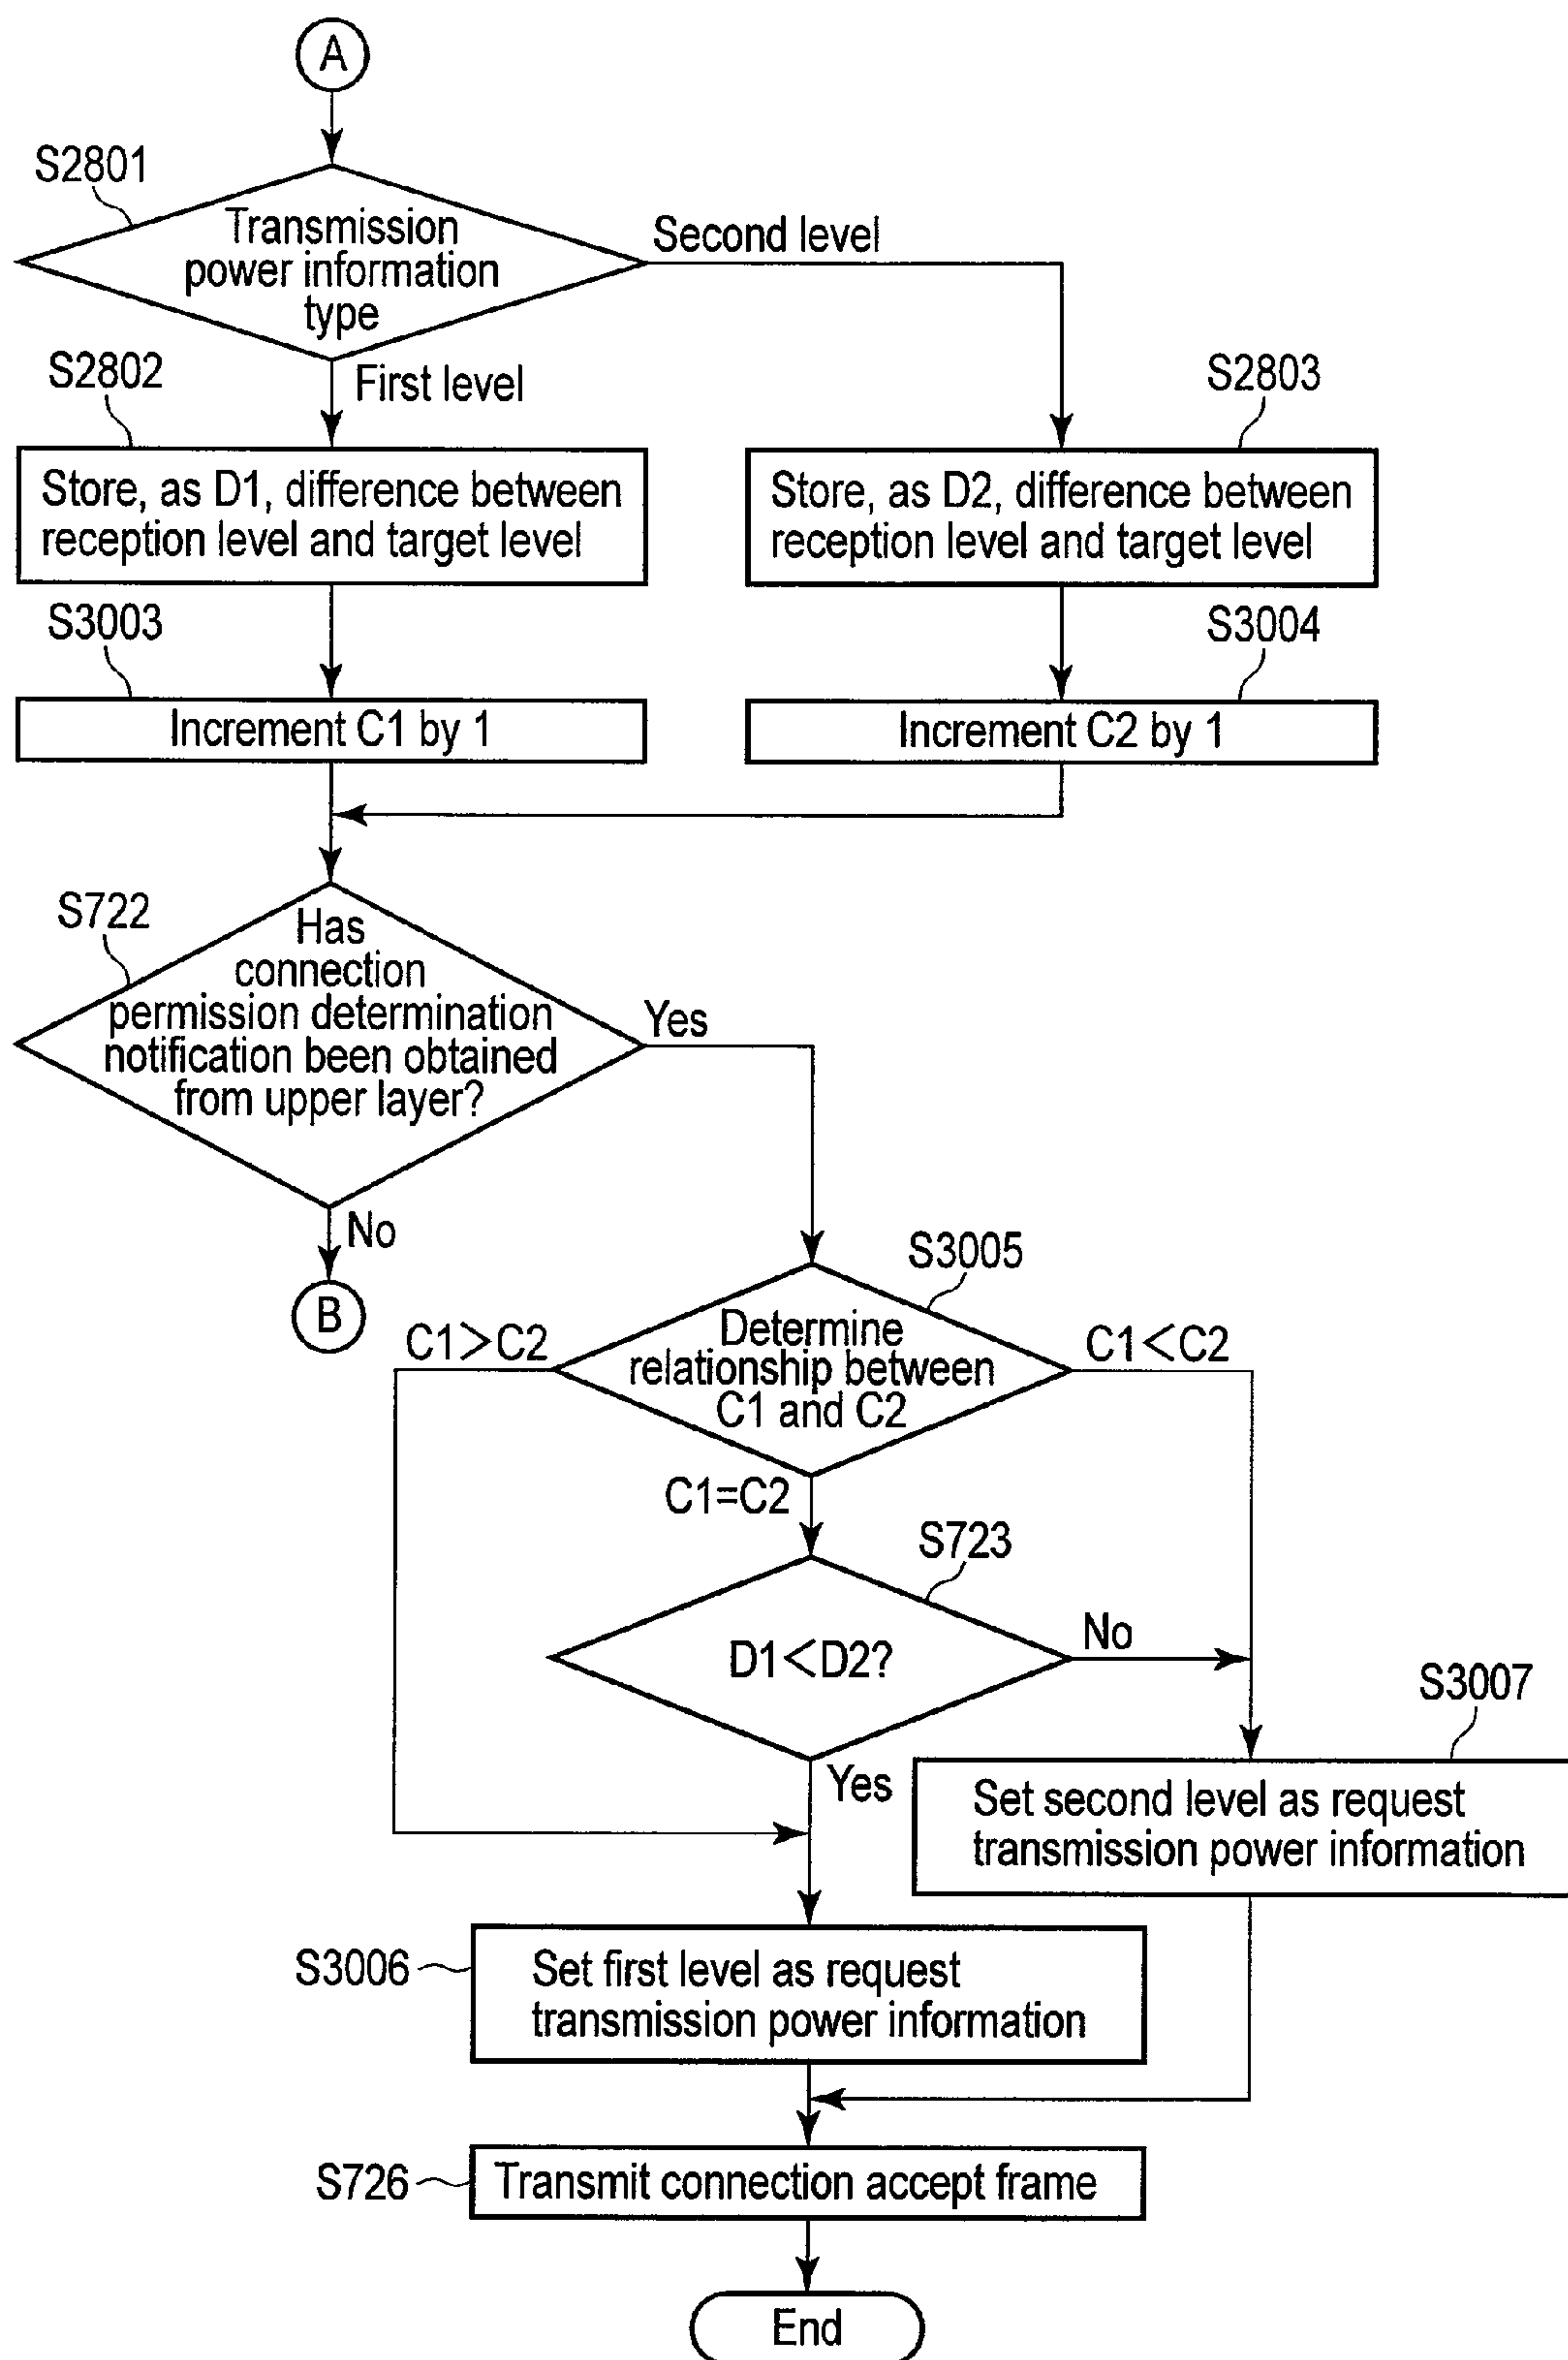 A
S2801
Transmission
power information
type
Second level
First level
S2802
Store, as D1, difference between
reception level and target level
S2803
Store, as D2, difference between
reception level and target level
S3003
Increment C1 by 1
S3004
Increment C2 by 1
S722
Has
connection
permission determination
notification been obtained
from upper layer?
Yes
No
B
S3005
Determine
relationship between
C1 and C2
C1>C2
C1<C2
C1=C2
S723
D1<D2?
No
Yes
S3007
Set second level as request
transmission power information
S3006
Set first level as request
transmission power information
S726
Transmit connection accept frame
End